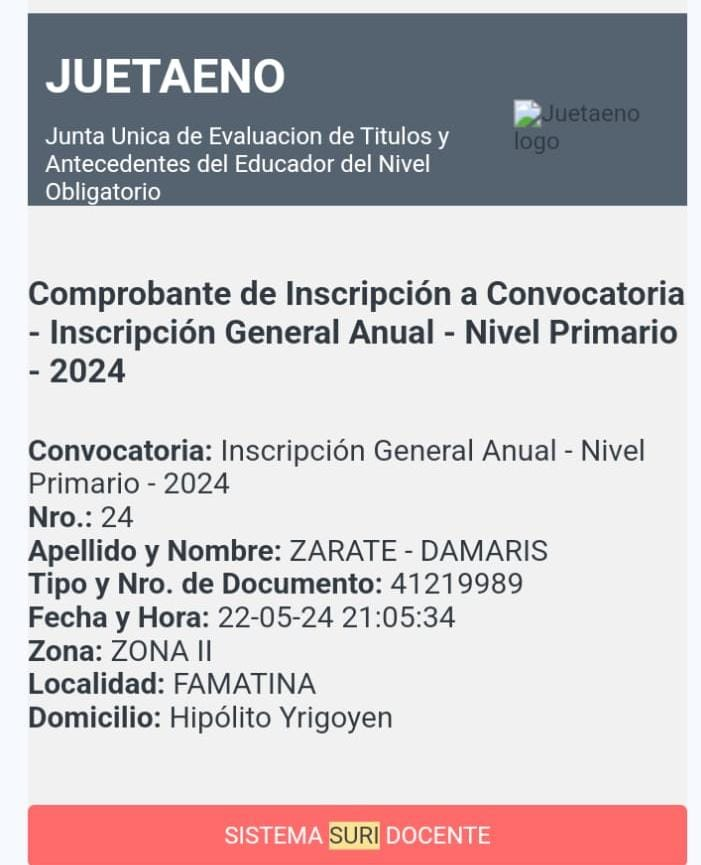 JUETAENO
Junta Unica de Evaluacion de Titulos y
Antecedentes del Educador del Nivel
Obligatorio
Juetaeno
logo
Comprobante de Inscripción a Convocatoria
- Inscripción General Anual - Nivel Primario
- 2024
Convocatoria: Inscripción General Anual - Nivel
Primario - 2024
Nro.: 24
Apellido y Nombre: ZARATE - DAMARIS
Tipo y Nro. de Documento: 41219989
Fecha y Hora: 22-05-24 21:05:34
Zona: ZONA II
Localidad: FAMATINA
Domicilio: Hipólito Yrigoyen
SISTEMA SURI DOCENTE